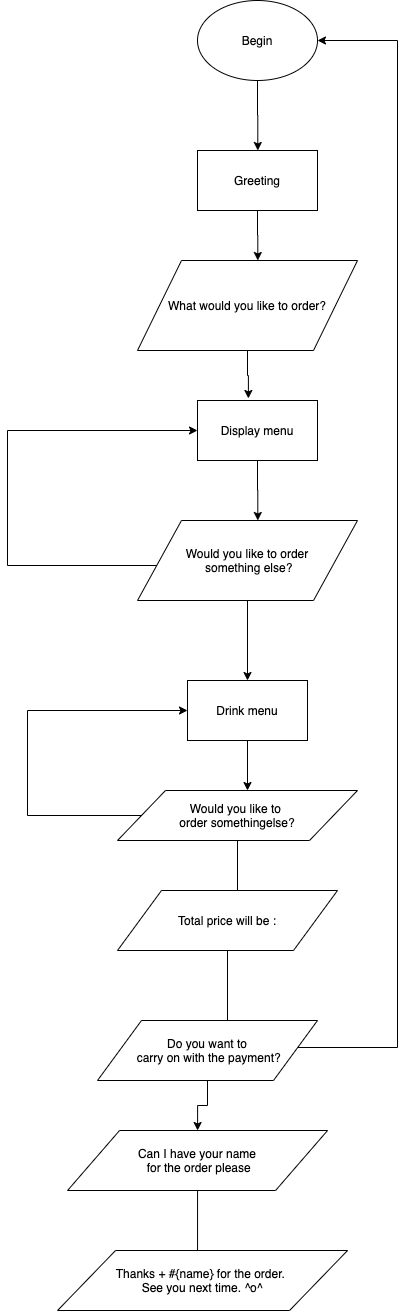 Begin
Greeting
What would you like to order?
Display menu
Would you like to order
something else?
Drink menu
Would you like to
order somethingelse?
Total price will be :
Do you want to
carry on with the payment?
Can I have your name
for the order please
Thanks + #{name} for the order.
See you next time. ^o^